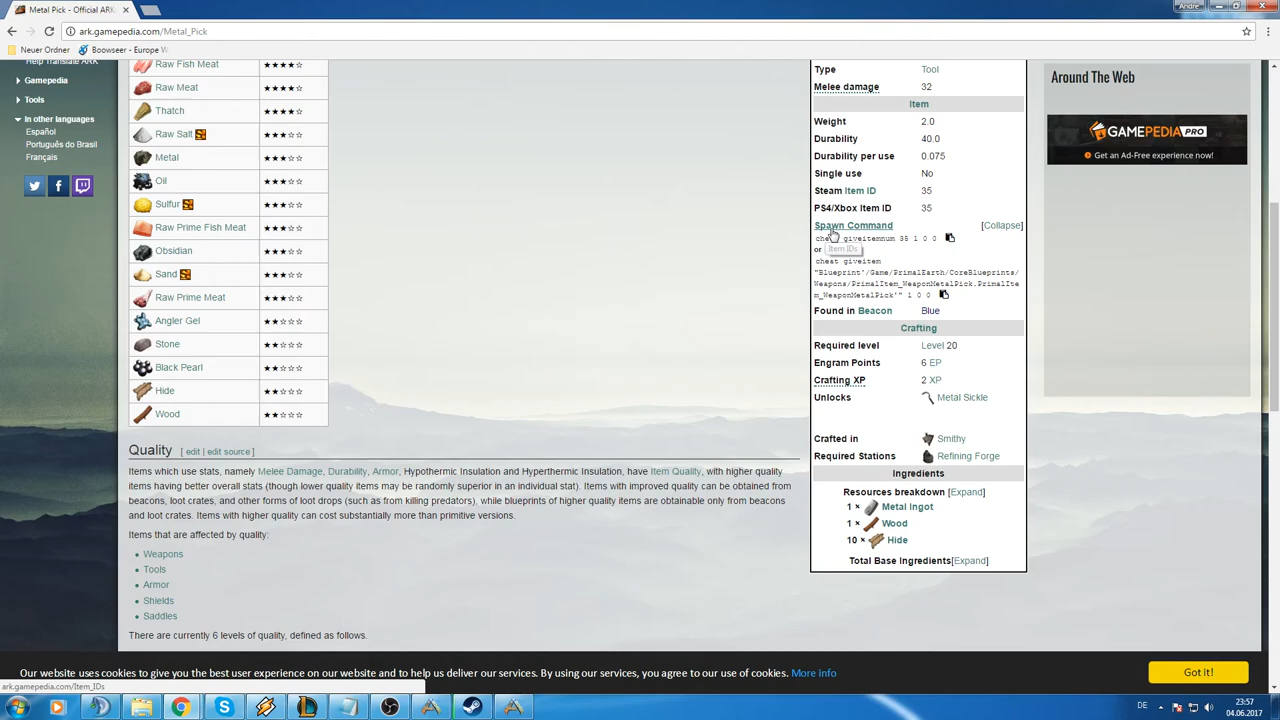 Metal Pick - Official ARK
Andre
ark.gamepedia.com/Metal_Pick
Neuer Ordner
Boowseer - Europe W
Help Translate ARK
Gamepedia
Tools
In other languages
Español
Português do Brasil
Français
Raw Fish Meat ★★★★☆
Raw Meat ★★★★☆
Thatch ★★★★☆
Raw Salt ★★★☆☆
Metal ★★★☆☆
Oil ★★★☆☆
Sulfur ★★★☆☆
Raw Prime Fish Meat ★★★☆☆
Obsidian ★★★☆☆
Sand ★★★☆☆
Raw Prime Meat ★★★☆☆
Angler Gel ★★☆☆☆
Stone ★★☆☆☆
Black Pearl ★★☆☆☆
Hide ★★☆☆☆
Wood ★★☆☆☆
Quality [ edit | edit source ]
Items which use stats, namely Melee Damage, Durability, Armor, Hypothermic Insulation and Hyperthermic Insulation, have Item Quality, with higher quality
items having better overall stats (though lower quality items may be randomly superior in an individual stat). Items with improved quality can be obtained from
beacons, loot crates, and other forms of loot drops (such as from killing predators), while blueprints of higher quality items are obtainable only from beacons
and loot crates. Items with higher quality can cost substantially more than primitive versions.
Items that are affected by quality:
• Weapons
• Tools
• Armor
• Shields
• Saddles
There are currently 6 levels of quality, defined as follows.
Type Tool
Melee damage 32
Item
Weight 2.0
Durability 40.0
Durability per use 0.075
Single use No
Steam Item ID 35
PS4/Xbox Item ID 35
Spawn Command [Collapse]
giveitemnum 35 1 0 0
or
Item IDs
cheat giveitem
"Blueprint'/Game/PrimalEarth/CoreBlueprints/
Weapons/PrimalItem_WeaponMetalPick.PrimalIte
m_WeaponMetalPick'" 1 0 0
Found in Beacon Blue
Crafting
Required level Level 20
Engram Points 6 EP
Crafting XP 2 XP
Unlocks Metal Sickle
Crafted in Smithy
Required Stations Refining Forge
Ingredients
Resources breakdown [Expand]
1 × Metal Ingot
1 × Wood
10 × Hide
Total Base Ingredients[Expand]
Around The Web
GAMEPEDIA PRO
Get an Ad-Free experience now!
Our website uses cookies to give you the best user experience on our website and to help us deliver our services. By using our services, you agree to our use of cookies. More info
Got it!
ark.gamepedia.com/Item_IDs
DE
23:57
04.06.2017